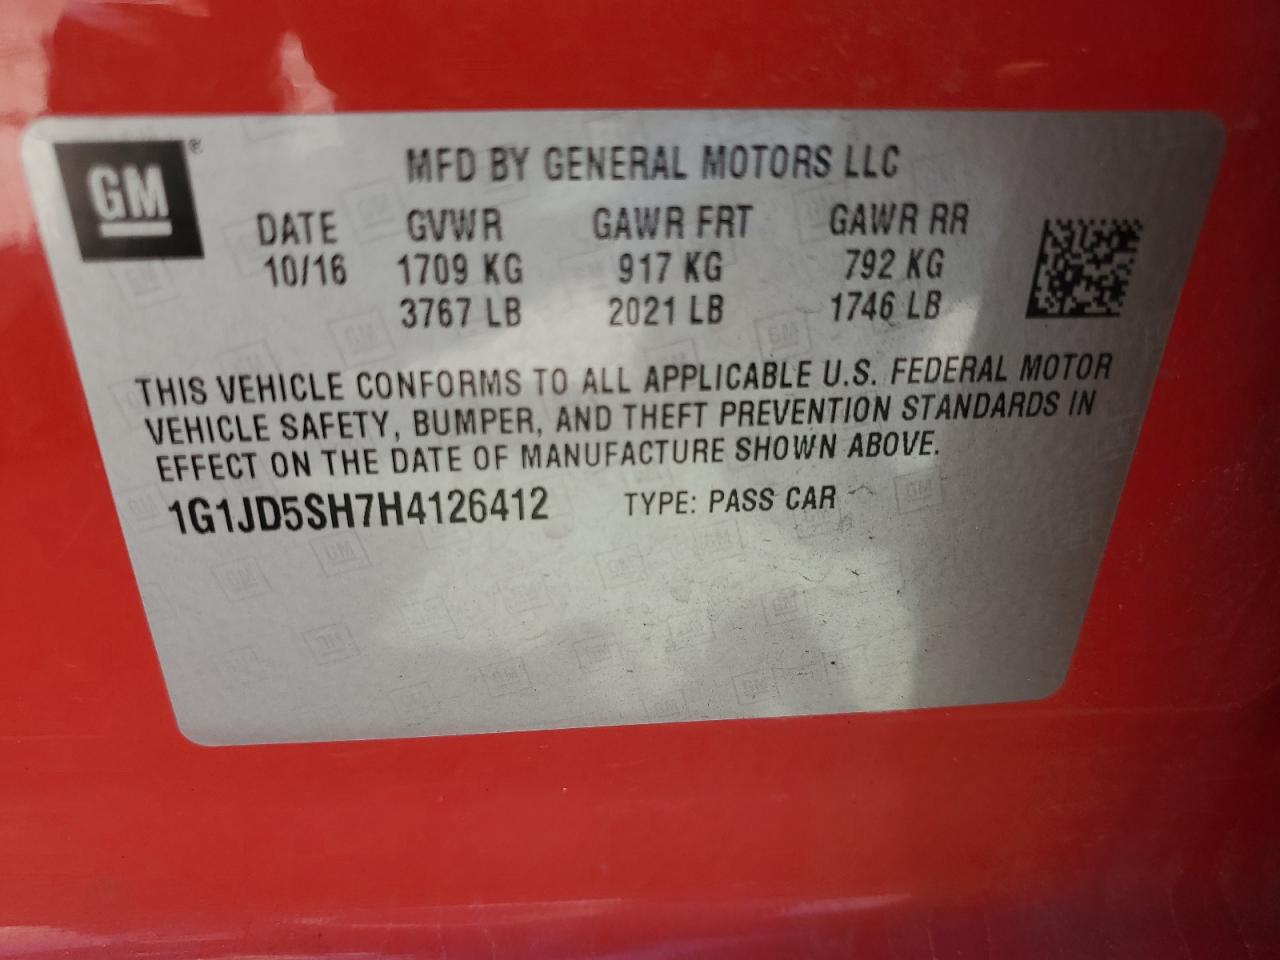 GM®
MFD BY GENERAL MOTORS LLC
DATE GVWR GAWR FRT GAWR RR
10/16 1709 KG 917 KG 792 KG
3767 LB 2021 LB 1746 LB
THIS VEHICLE CONFORMS TO ALL APPLICABLE U.S. FEDERAL MOTOR
VEHICLE SAFETY, BUMPER, AND THEFT PREVENTION STANDARDS IN
EFFECT ON THE DATE OF MANUFACTURE SHOWN ABOVE.
1G1JD5SH7H4126412 TYPE: PASS CAR